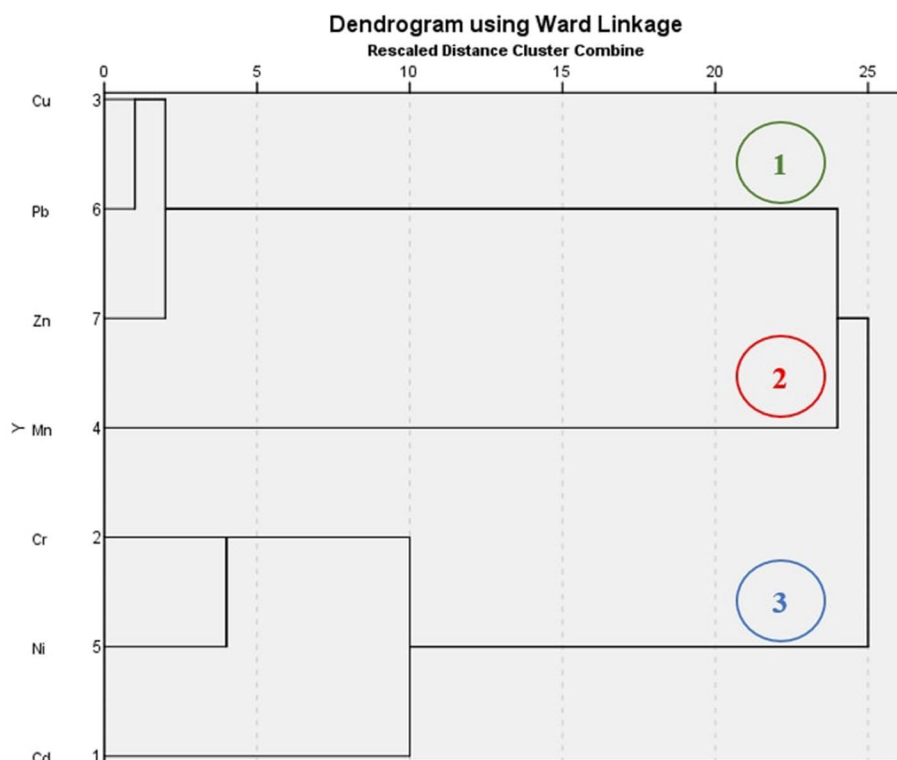 Dendrogram using Ward Linkage
Rescaled Distance Cluster Combine
0 5 10 15 20 25
Cu 3
1
Pb 6
Zn 7
2
Y Mn 4
Cr 2
3
Ni 5
Cd 1